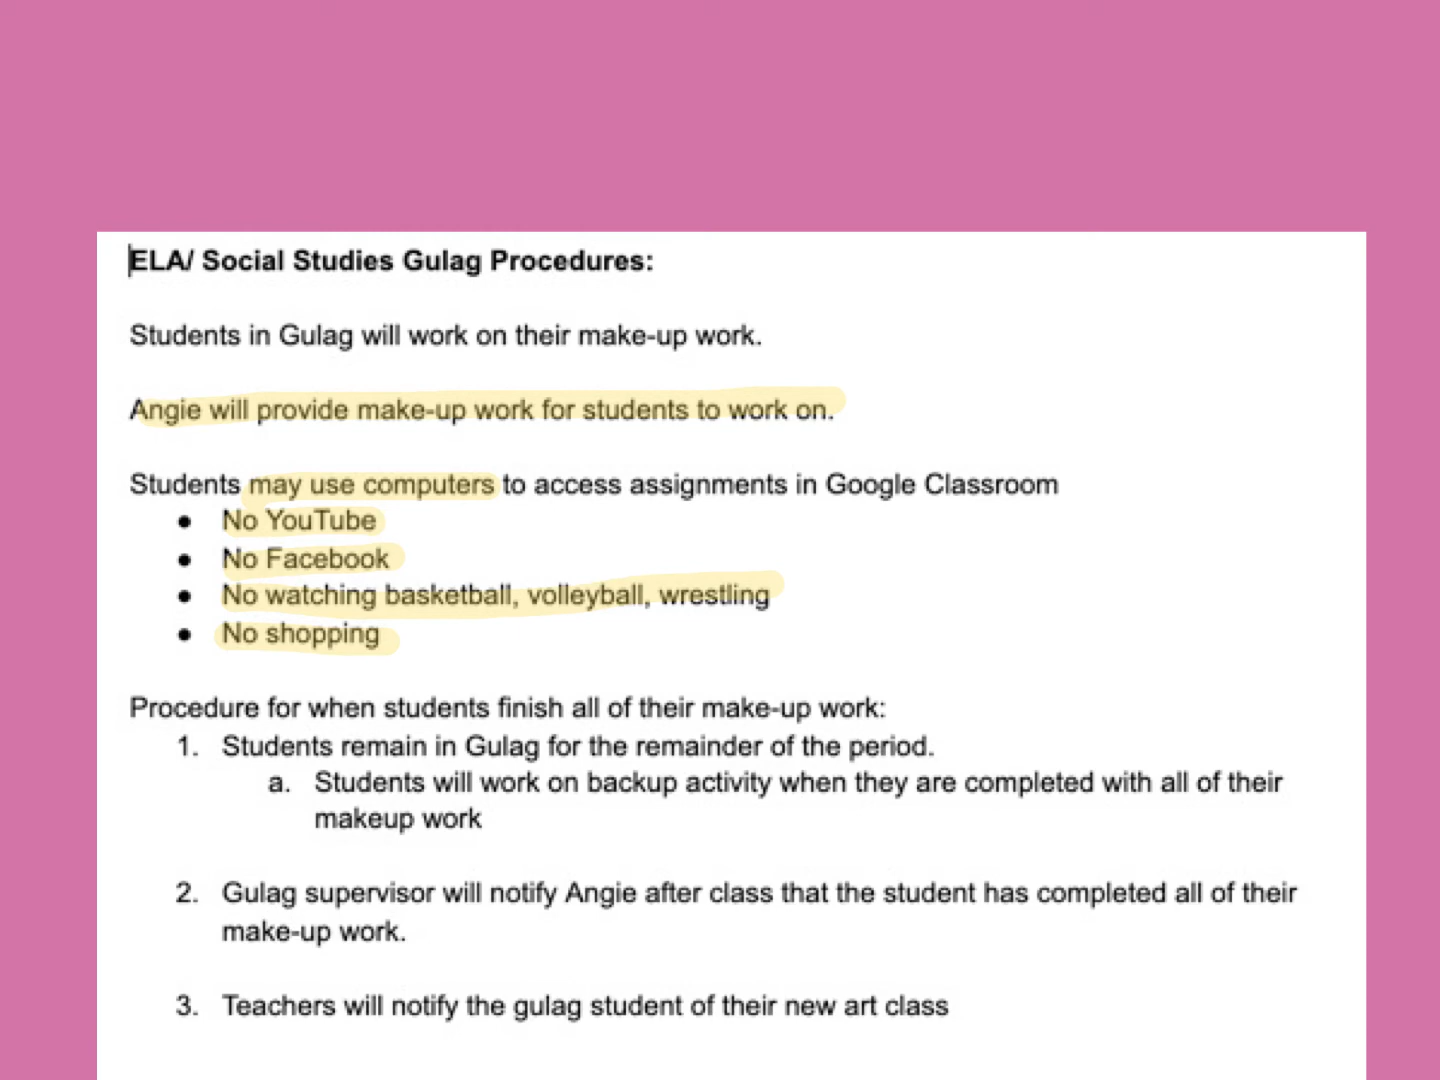 ELA/ Social Studies Gulag Procedures:
Students in Gulag will work on their make-up work.
Angie will provide make-up work for students to work on.
Students may use computers to access assignments in Google Classroom
● No YouTube
● No Facebook
● No watching basketball, volleyball, wrestling
● No shopping
Procedure for when students finish all of their make-up work:
1. Students remain in Gulag for the remainder of the period.
a. Students will work on backup activity when they are completed with all of their
makeup work
2. Gulag supervisor will notify Angie after class that the student has completed all of their
make-up work.
3. Teachers will notify the gulag student of their new art class